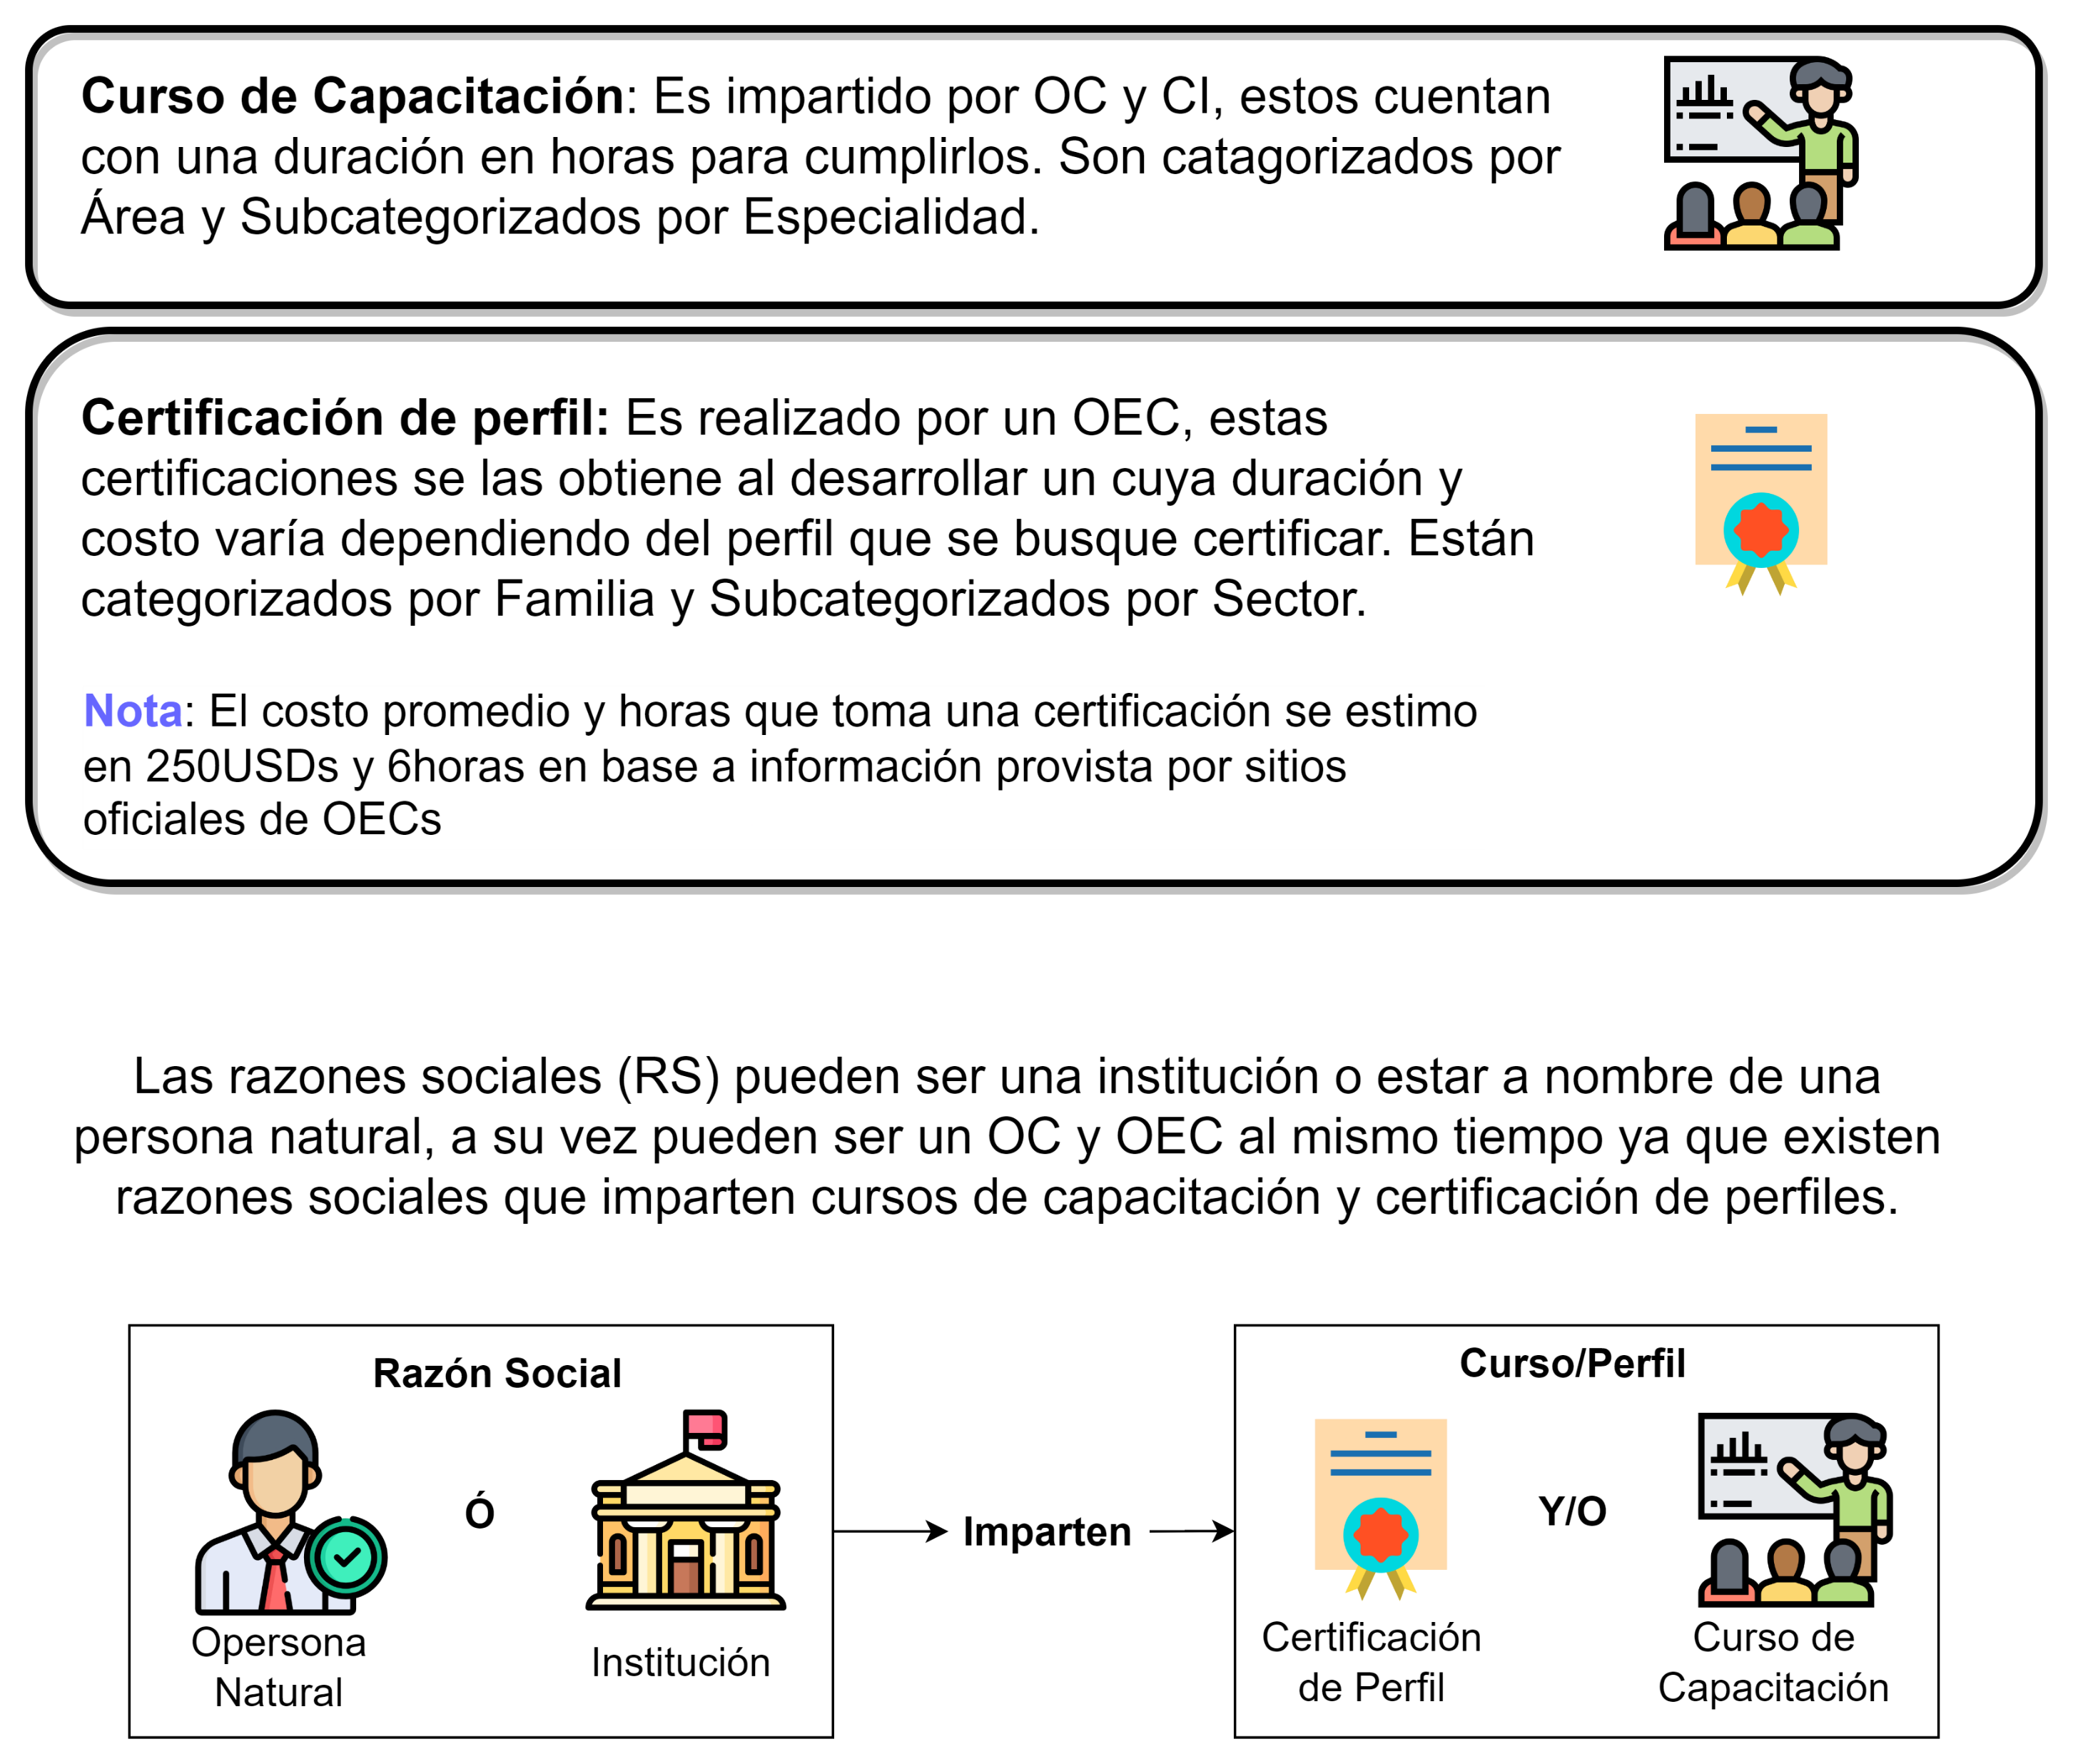 Curso de Capacitación: Es impartido por OC y CI, estos cuentan
con una duración en horas para cumplirlos. Son catagorizados por
Área y Subcategorizados por Especialidad.
Certificación de perfil: Es realizado por un OEC, estas
certificaciones se las obtiene al desarrollar un cuya duración y
costo varía dependiendo del perfil que se busque certificar. Están
categorizados por Familia y Subcategorizados por Sector.
Nota: El costo promedio y horas que toma una certificación se estimo
en 250USDs y 6horas en base a información provista por sitios
oficiales de OECs
Las razones sociales (RS) pueden ser una institución o estar a nombre de una
persona natural, a su vez pueden ser un OC y OEC al mismo tiempo ya que existen
razones sociales que imparten cursos de capacitación y certificación de perfiles.
Razón Social
Ó
Opersona
Natural
Institución
Imparten
Curso/Perfil
Y/O
Certificación
de Perfil
Curso de
Capacitación